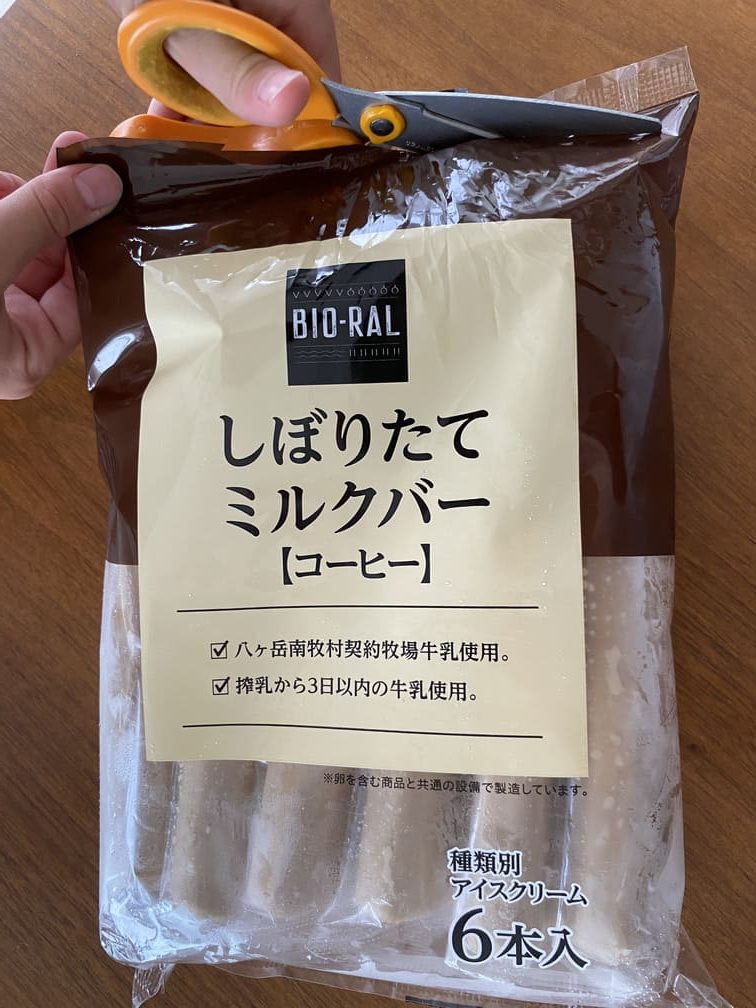 BIO-RAL
しぼりたて
ミルクバー
【コーヒー】
☑八ヶ岳南牧村契約牧場牛乳使用。
☑搾乳から3日以内の牛乳使用。
※卵を含む商品と共通の設備で製造しています。
種類別
アイスクリーム
6本入